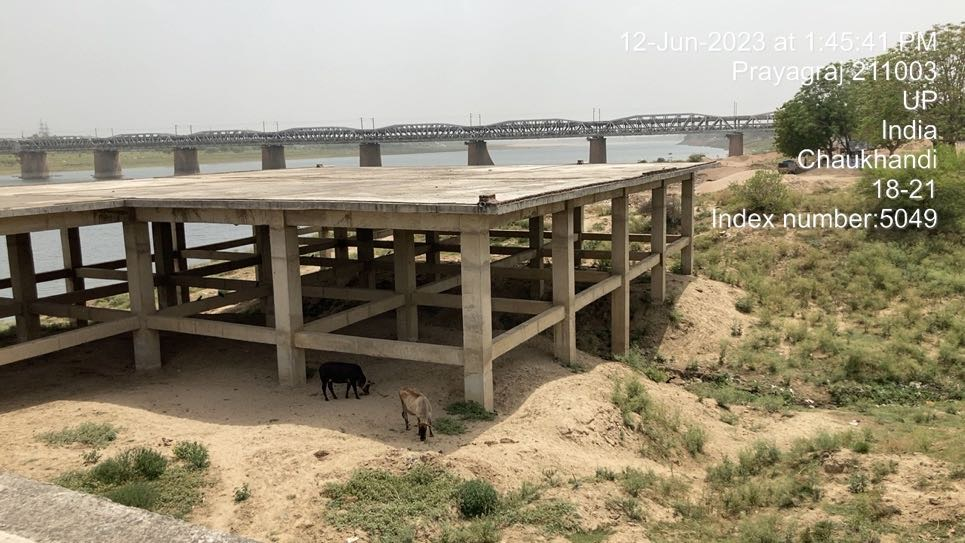 12-Jun-2023 at 1:45:41 PM
Prayagraj 211003
UP
India
Chaukhandi
18-21
Index number:5049